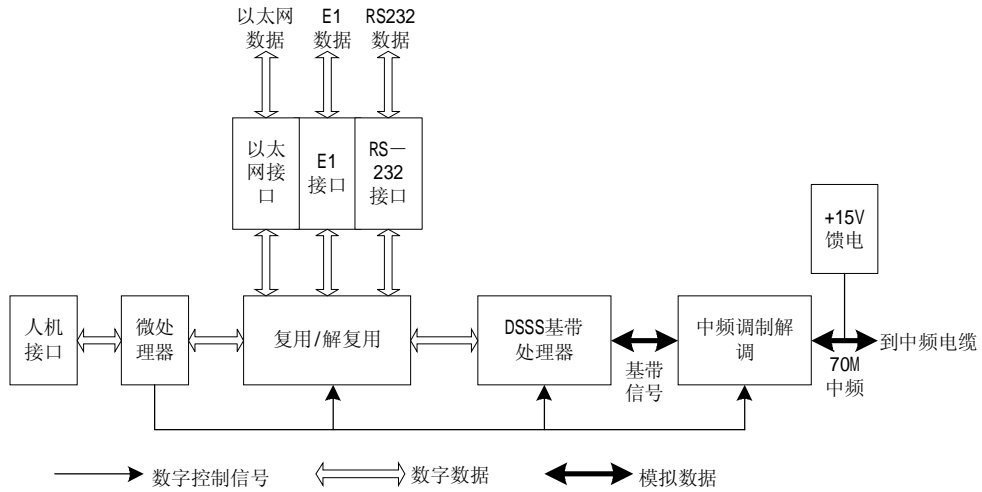 以太网
数据
E1
数据
RS232
数据
以太
网接
口
E1
接口
RS－
232
接口
+15V
馈电
人机
接口
微处
理器
复用/解复用
DSSS基带
处理器
基带
信号
中频调制解
调
70M
中频
到中频电缆
数字控制信号
数字数据
模拟数据